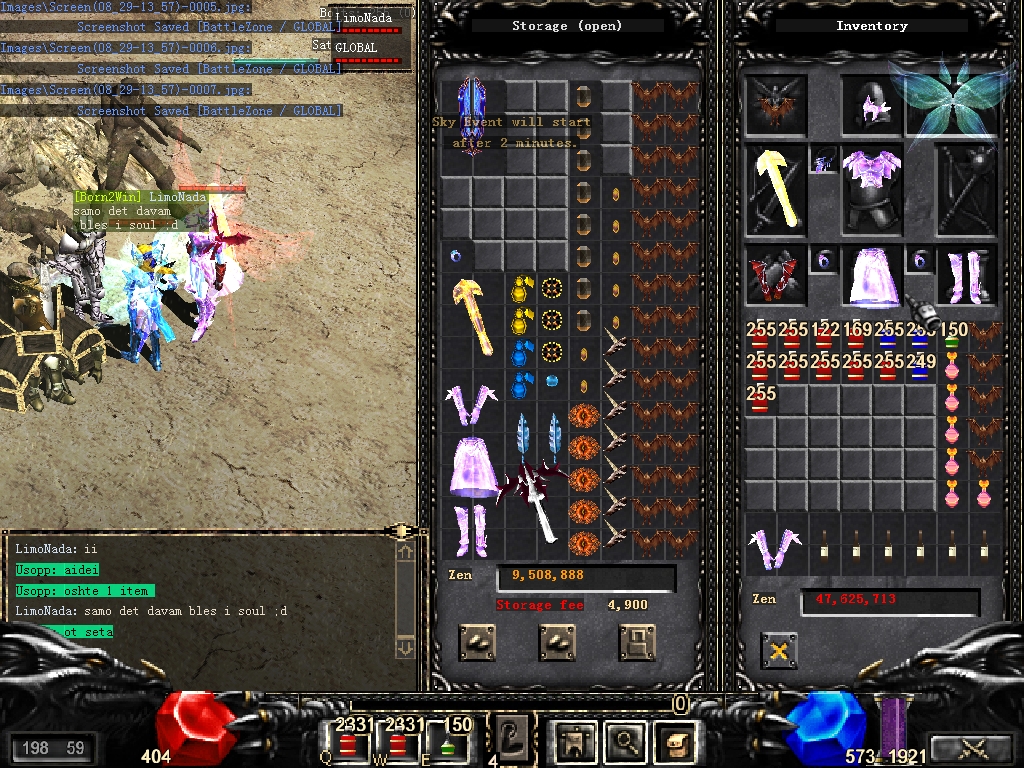 Images\Screen(08_29-13_57)-0005.jpg:
Screenshot Saved [BattleZone / GLOBAL]
Images\Screen(08_29-13_57)-0006.jpg:
Screenshot Saved [BattleZone / GLOBAL]
Images\Screen(08_29-13_57)-0007.jpg:
Screenshot Saved [BattleZone / GLOBAL]
LimoNada
GLOBAL
[Born2Win] LimoNada
samo det davam
bles i soul ;d
LimoNada: ii
Usopp: aidei
Usopp: oshte 1 item
LimoNada: samo det davam bles i soul ;d
ot seta
Storage (open)
Sky Event will start
after 2 minutes.
Zen
9,508,888
Storage fee 4,900
Inventory
255 255 122 169 255 150
255 255 255 255 255 249
255
Zen
47,625,713
198 59
404
2331 2331 150
Q W E
4
0
573 1921